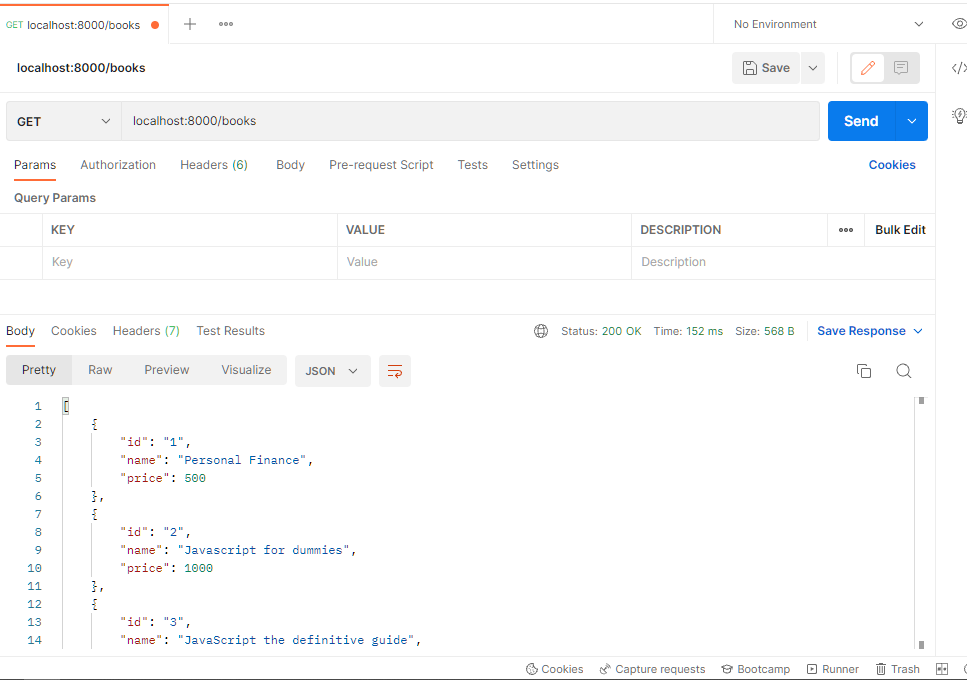 GET localhost:8000/books
No Environment
localhost:8000/books
Save
GET localhost:8000/books Send
Params Authorization Headers (6) Body Pre-request Script Tests Settings Cookies
Query Params
KEY VALUE DESCRIPTION Bulk Edit
Key Value Description
Body Cookies Headers (7) Test Results Status: 200 OK Time: 152 ms Size: 568 B Save Response
Pretty Raw Preview Visualize JSON
1 [
2 {
3 "id": "1",
4 "name": "Personal Finance",
5 "price": 500
6 },
7 {
8 "id": "2",
9 "name": "Javascript for dummies",
10 "price": 1000
11 },
12 {
13 "id": "3",
14 "name": "JavaScript the definitive guide",
Cookies Capture requests Bootcamp Runner Trash